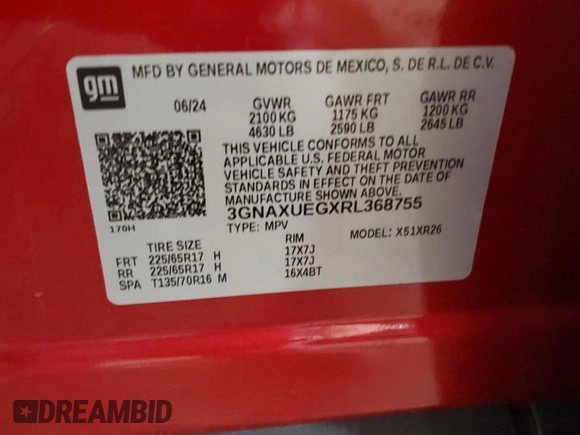 gm
MFD BY GENERAL MOTORS DE MEXICO, S. DE R.L. DE C.V.
06/24 GVWR GAWR FRT GAWR RR
2100 KG 1175 KG 1200 KG
4630 LB 2590 LB 2645 LB
THIS VEHICLE CONFORMS TO ALL
APPLICABLE U.S. FEDERAL MOTOR
VEHICLE SAFETY AND THEFT PREVENTION
STANDARDS IN EFFECT ON THE DATE OF
MANUFACTURE SHOWN ABOVE.
3GNAXUEGXRL368755
170H TYPE: MPV MODEL: X51XR26
TIRE SIZE RIM
FRT 225/65R17 H 17X7J
RR 225/65R17 H 17X7J
SPA T135/70R16 M 16X4BT
DREAMBID